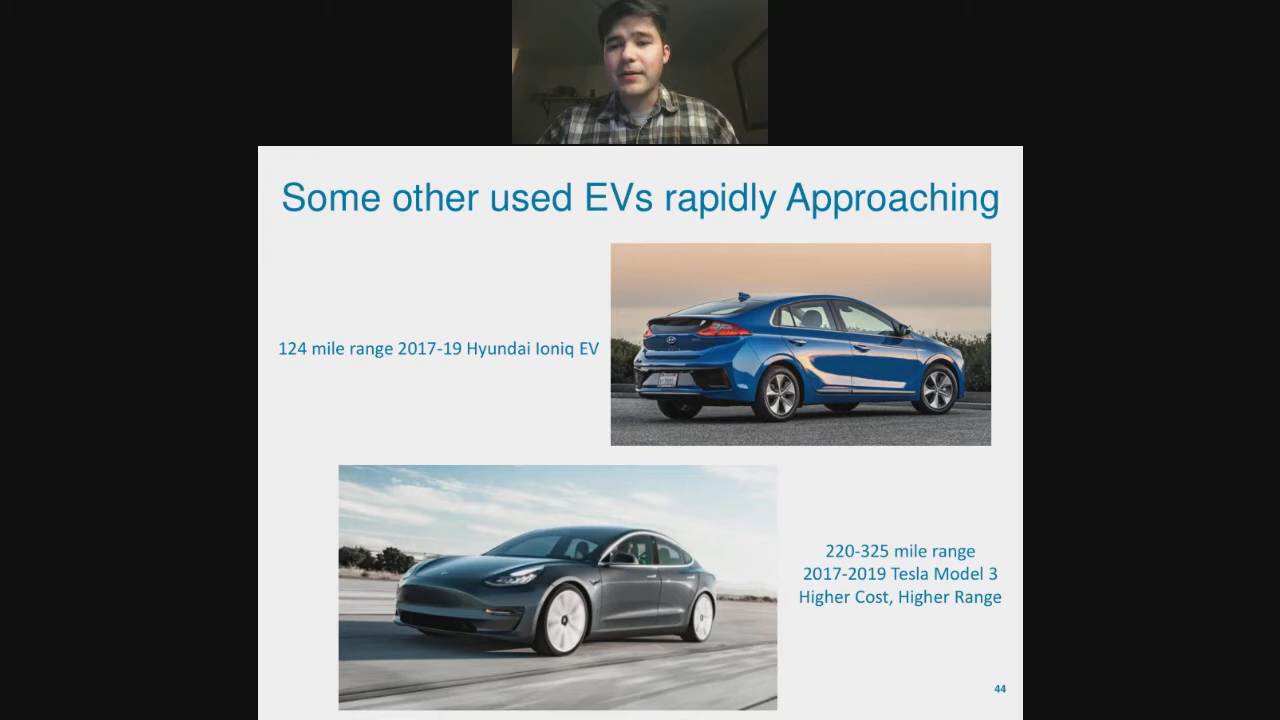 Some other used EVs rapidly Approaching
124 mile range 2017-19 Hyundai Ioniq EV
220-325 mile range
2017-2019 Tesla Model 3
Higher Cost, Higher Range
44